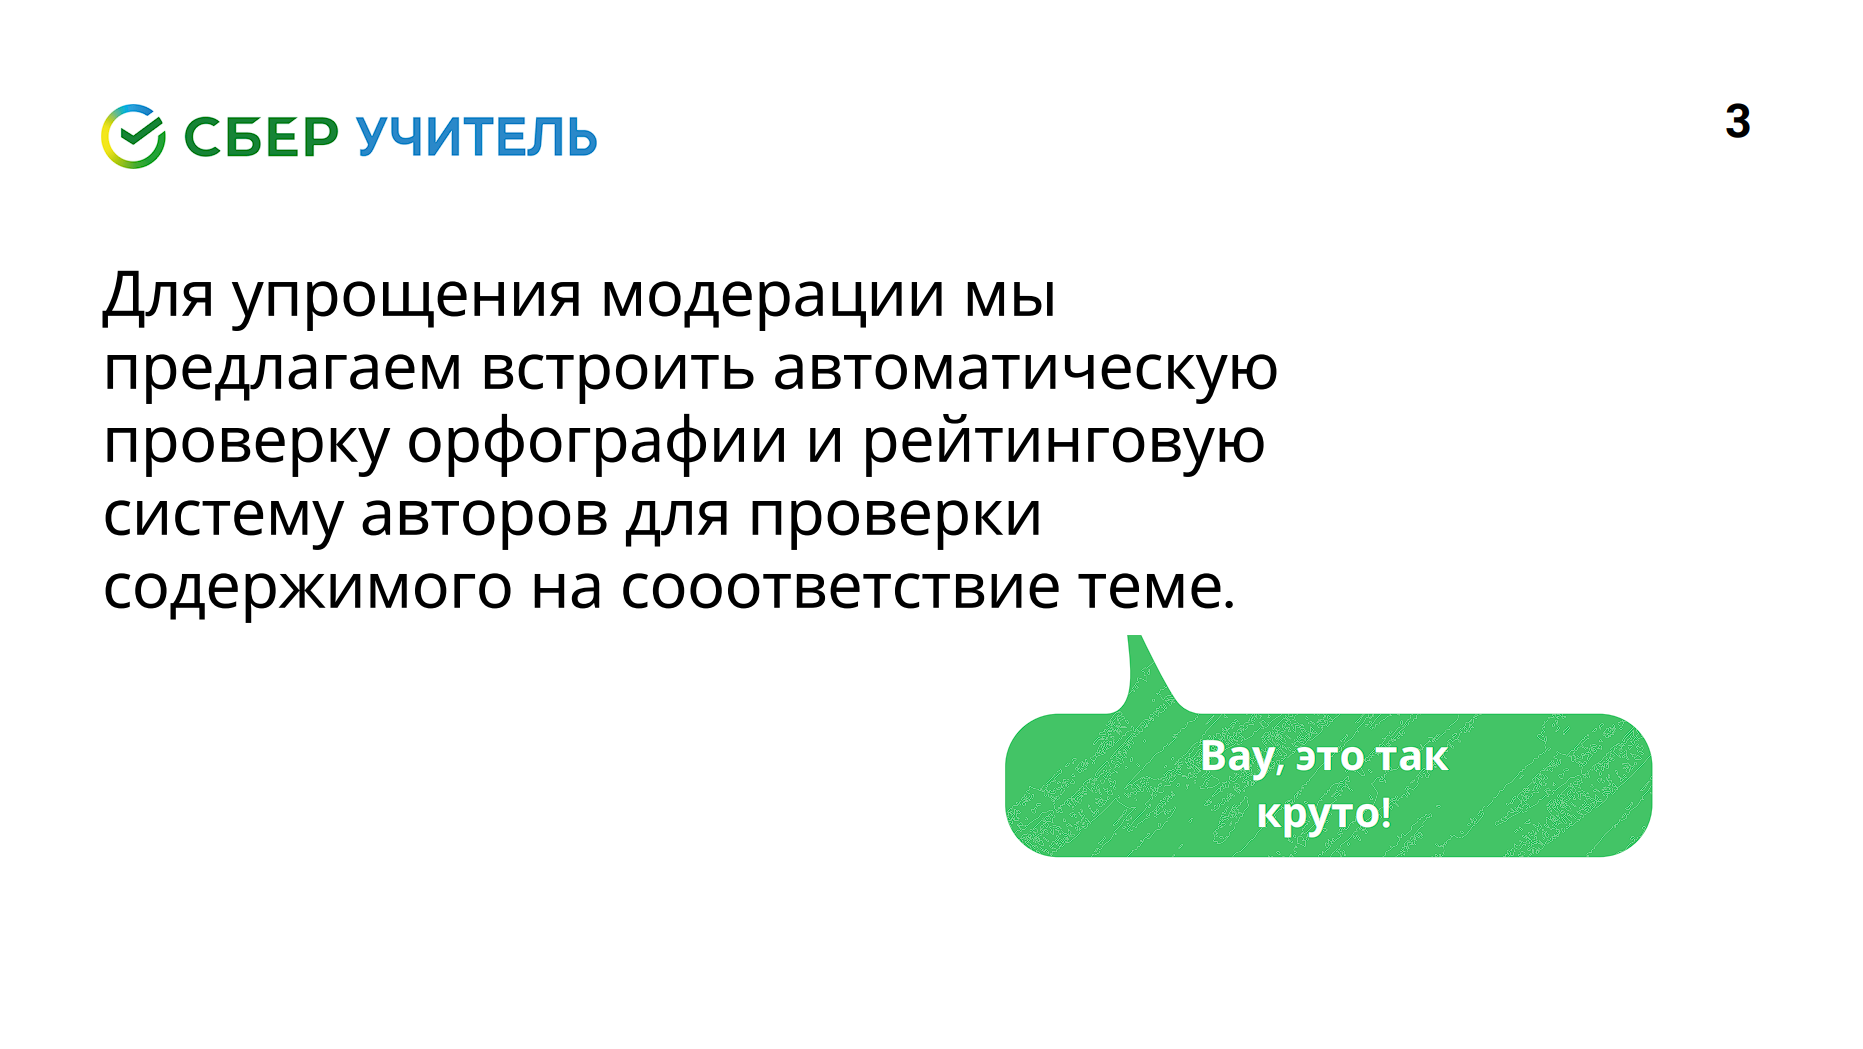 СБЕР УЧИТЕЛЬ
3
Для упрощения модерации мы
предлагаем встроить автоматическую
проверку орфографии и рейтинговую
систему авторов для проверки
содержимого на сооответствие теме.
Вау, это так
круто!